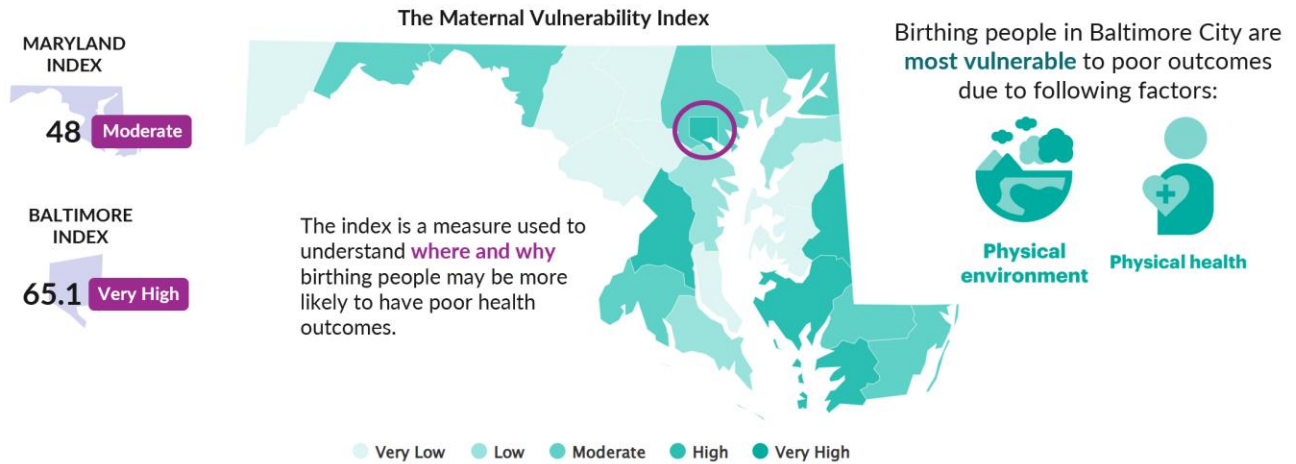 The Maternal Vulnerability Index
MARYLAND
INDEX
48 Moderate
BALTIMORE
INDEX
65.1 Very High
The index is a measure used to
understand where and why
birthing people may be more
likely to have poor health
outcomes.
Birthing people in Baltimore City are
most vulnerable to poor outcomes
due to following factors:
Physical
environment
Physical health
Very Low Low Moderate High Very High